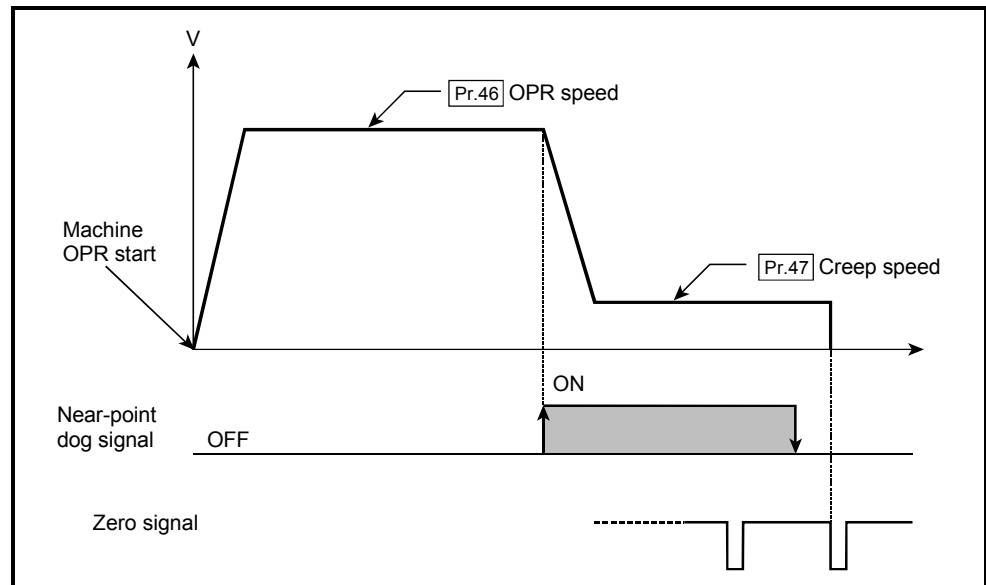 V
Pr.46 OPR speed
Machine
OPR start
Pr.47 Creep speed
ON
Near-point
dog signal
OFF
Zero signal